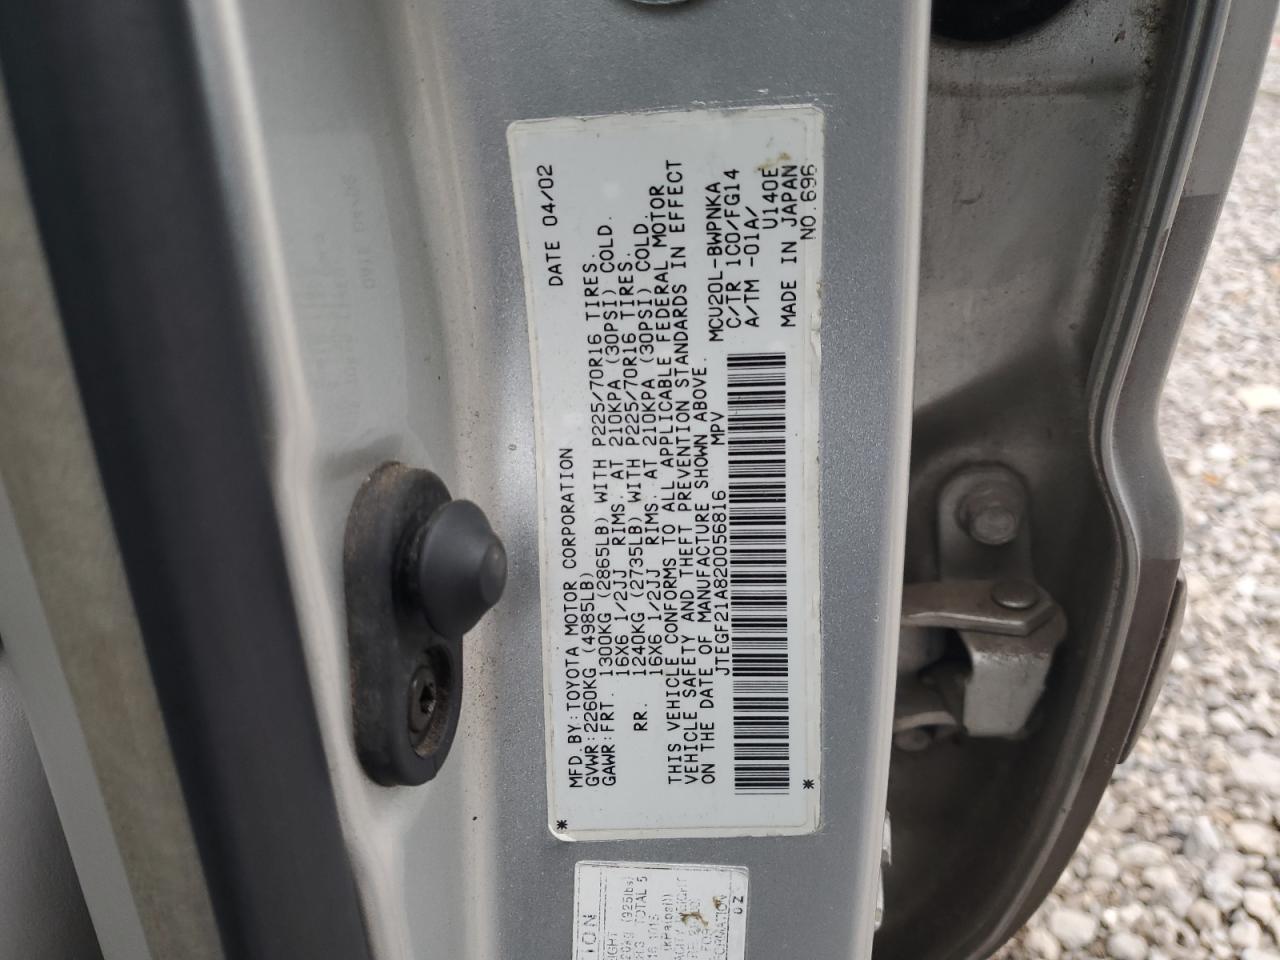 MFD.BY:TOYOTA MOTOR CORPORATION DATE 04/02
GVWR:2260KG (4985LB)
GAWR:FRT. 1300KG (2865LB) WITH P225/70R16 TIRES.
16X6 1/2JJ RIMS. AT 210KPA (30PSI) COLD.
RR. 1240KG (2735LB) WITH P225/70R16 TIRES.
16X6 1/2JJ RIMS. AT 210KPA (30PSI) COLD.
THIS VEHICLE CONFORMS TO ALL APPLICABLE FEDERAL MOTOR
VEHICLE SAFETY AND THEFT PREVENTION STANDARDS IN EFFECT
ON THE DATE OF MANUFACTURE SHOWN ABOVE.
JTEGF21A820056816 MPV
MCU20L-BWPNKA
C/TR 1C0/FG14
A/TM -01A/
U140E
MADE IN JAPAN
NO.696
* *
ION
(925lbs)
TOTAL 5